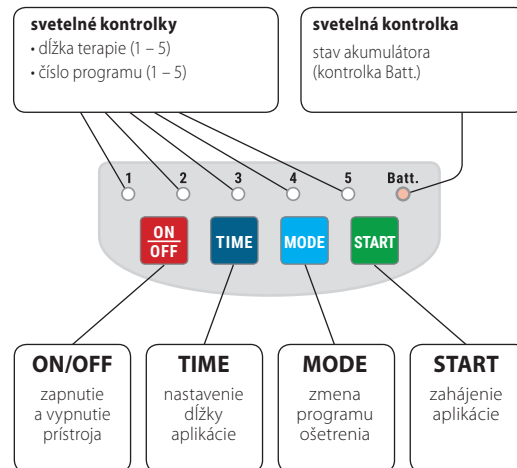 svetelné kontrolky
• dĺžka terapie (1 – 5)
• číslo programu (1 – 5)
svetelná kontrolka
stav akumulátora
(kontrolka Batt.)
1 2 3 4 5 Batt.
ON
OFF
TIME
MODE
START
ON/OFF
zapnutie
a vypnutie
prístroja
TIME
nastavenie
dĺžky
aplikácie
MODE
zmena
programu
ošetrenia
START
zahájenie
aplikácie